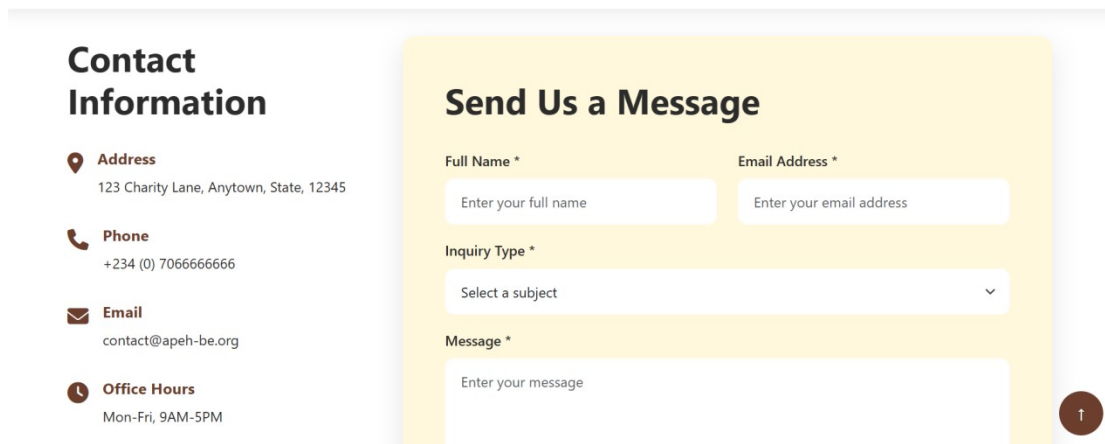 Contact
Information
Address
123 Charity Lane, Anytown, State, 12345
Phone
+234 (0) 7066666666
Email
contact@apeh-be.org
Office Hours
Mon-Fri, 9AM-5PM
Send Us a Message
Full Name *
Enter your full name
Email Address *
Enter your email address
Inquiry Type *
Select a subject
Message *
Enter your message
↑